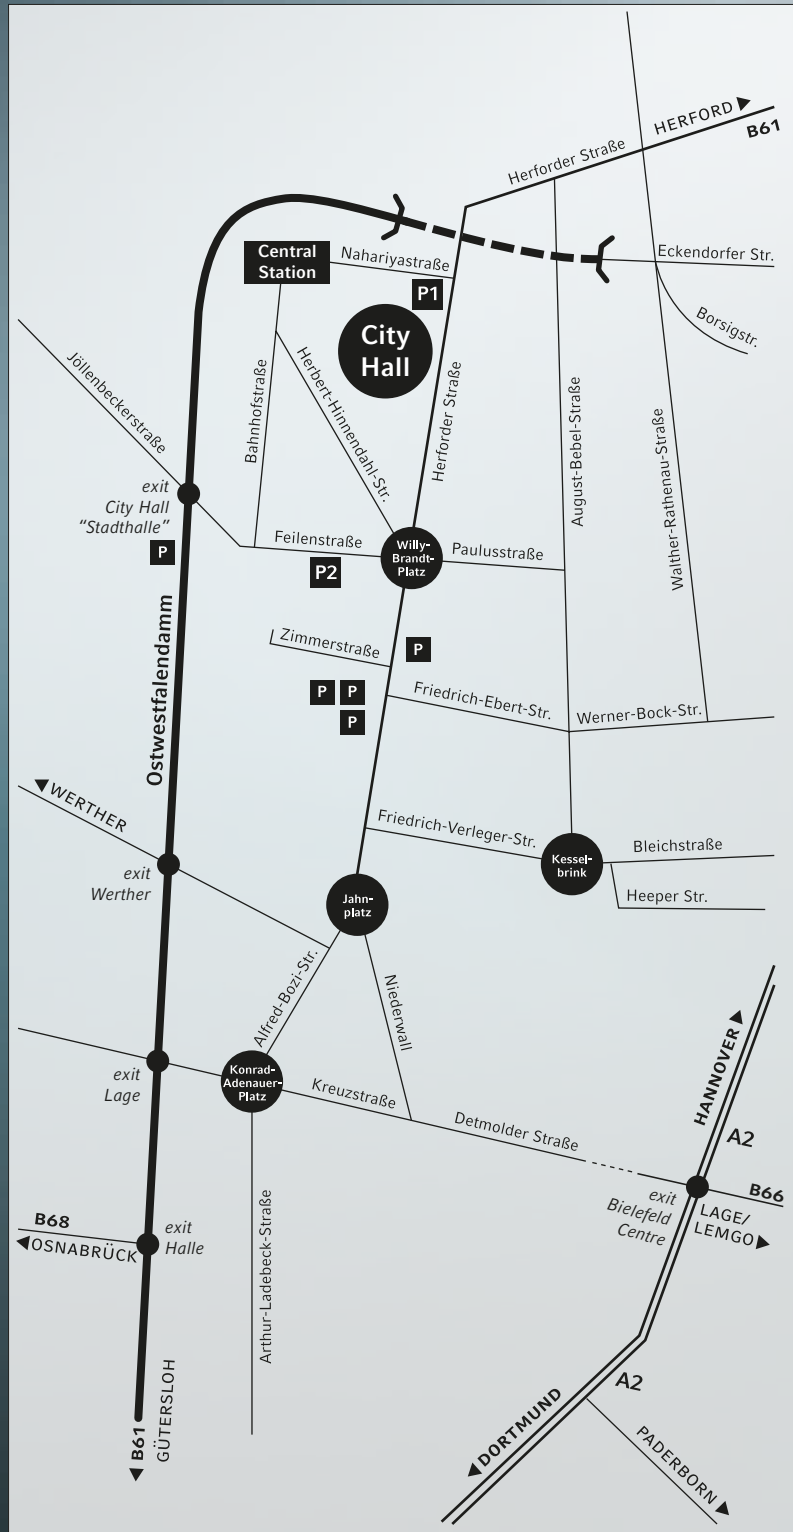 HERFORD
B61
Herforder Straße
Central
Station
Nahariyastraße
Eckendorfer Str.
P1
City
Hall
Borsigstr.
Jöllenbeckerstraße
Bahnhofstraße
Herbert-Hinnendahl-Str.
Herforder Straße
August-Bebel-Straße
Walther-Rathenau-Straße
exit
City Hall
“Stadthalle”
P
Feilenstraße
Willy-
Brandt-
Platz
Paulusstraße
P2
Ostwestfalendamm
Zimmerstraße
P
P
P
P
Friedrich-Ebert-Str.
Werner-Bock-Str.
WERTHER
exit
Werther
Friedrich-Verleger-Str.
Kessel-
brink
Bleichstraße
Heeper Str.
Jahn-
platz
Alfred-Bozi-Str.
Niederwall
exit
Lage
Konrad-
Adenauer-
Platz
Kreuzstraße
Detmolder Straße
HANNOVER
A2
B66
exit
Bielefeld
Centre
LAGE/
LEMGO
B68
OSNABRÜCK
exit
Halle
Arthur-Ladebeck-Straße
B61
GÜTERSLOH
A2
DORTMUND
PADERBORN